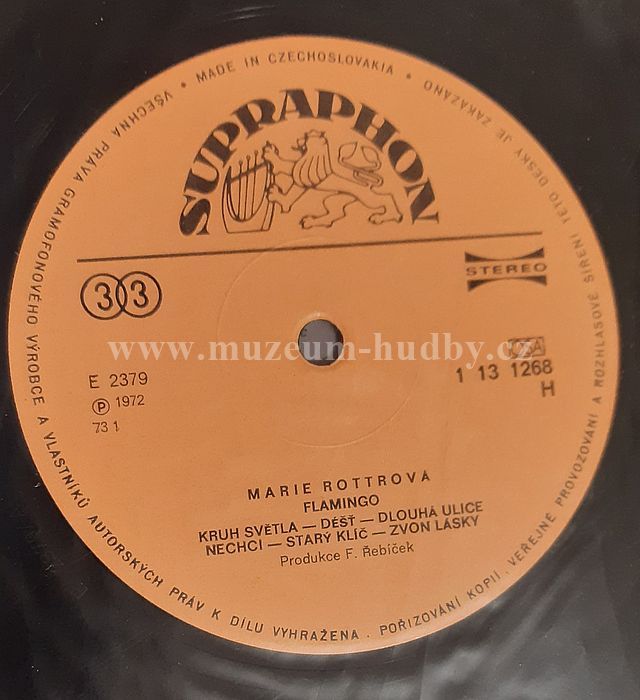 VŠECHNA PRÁVA GRAMOFONOVÉHO VÝROBCE A VLASTNÍKŮ AUTORSKÝCH PRÁV K DÍLU VYHRAŽENA . POŘIZOVÁNÍ KOPIÍ, VEŘEJNÉ PROVOZOVÁNÍ A ROZHLASOVÉ ŠÍŘENÍ TÉTO DESKY JE ZAKÁZÁNO
• MADE IN CZECHOSLOVAKIA •
SUPRAPHON
33
STEREO
www.muzeum-hudby.cz
E 2379
1 13 1268
Ⓟ 1972
H
73 1
MARIE ROTTROVÁ
FLAMINGO
KRUH SVĚTLA — DÉŠŤ — DLOUHÁ ULICE
NECHCI — STARÝ KLÍČ — ZVON LÁSKY
Produkce F. Řebíček